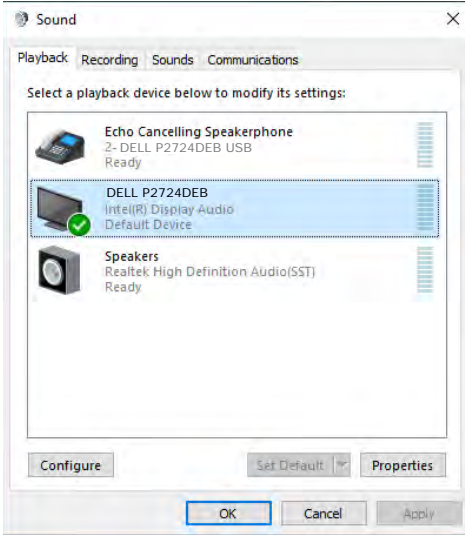 Sound
Playback Recording Sounds Communications
Select a playback device below to modify its settings:
Echo Cancelling Speakerphone
2- DELL P2724DEB USB
Ready
DELL P2724DEB
Intel(R) Display Audio
Default Device
Speakers
Realtek High Definition Audio(SST)
Ready
Configure Set Default Properties
OK Cancel Apply